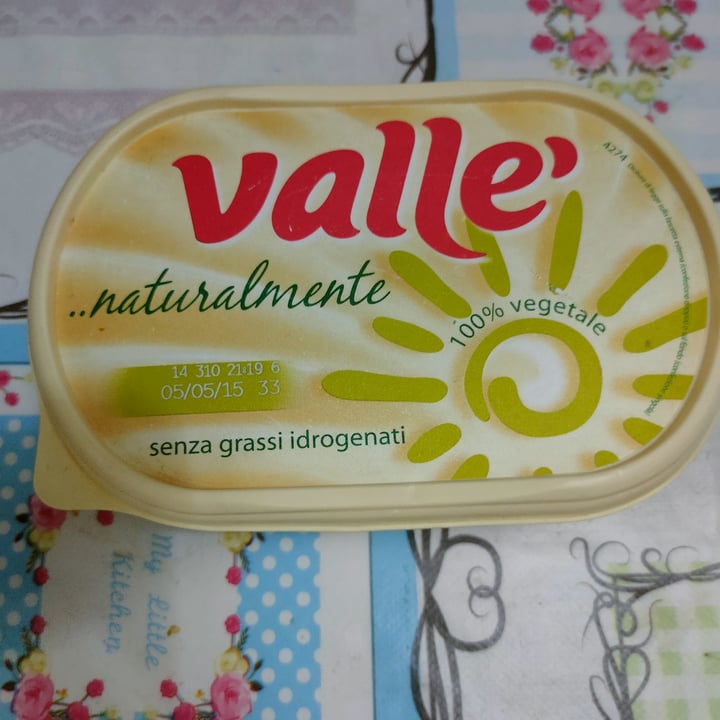 valle'
..naturalmente
100% vegetale
14 310 21:19 6
05/05/15 33
senza grassi idrogenati
A274
My Little
Kitchen